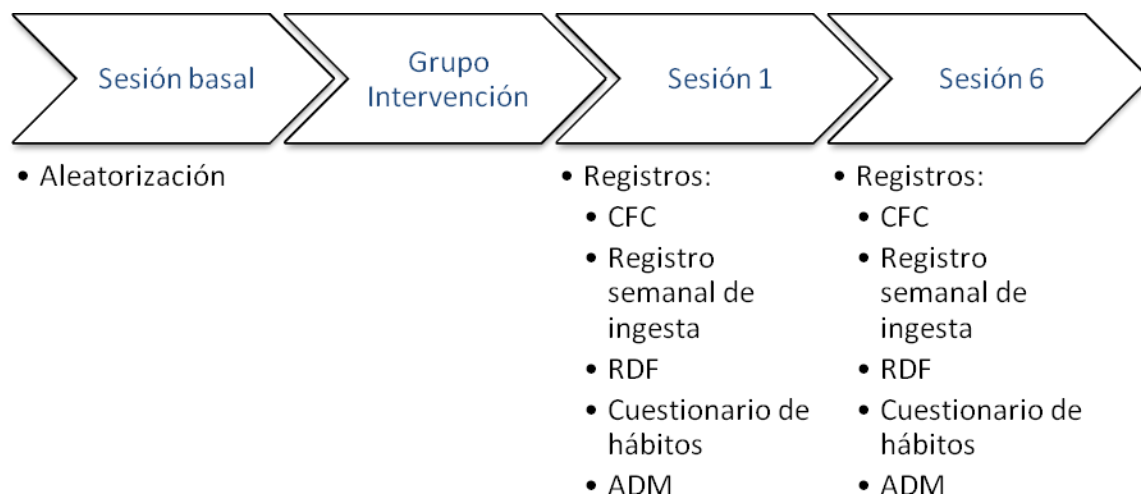 Sesión basal
Grupo
Intervención
Sesión 1
Sesión 6
• Aleatorización
• Registros:
• CFC
• Registro
semanal de
ingesta
• RDF
• Cuestionario de
hábitos
• ADM
• Registros:
• CFC
• Registro
semanal de
ingesta
• RDF
• Cuestionario de
hábitos
• ADM